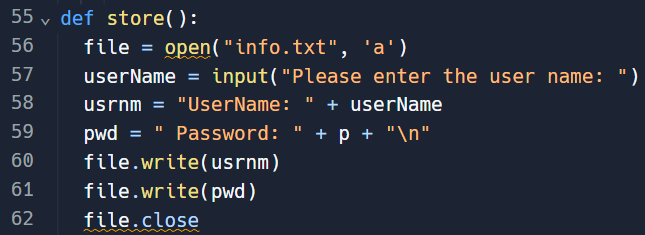 55 def store():
56 file = open("info.txt", 'a')
57 userName = input("Please enter the user name: ")
58 usrnm = "UserName: " + userName
59 pwd = " Password: " + p + "\n"
60 file.write(usrnm)
61 file.write(pwd)
62 file.close